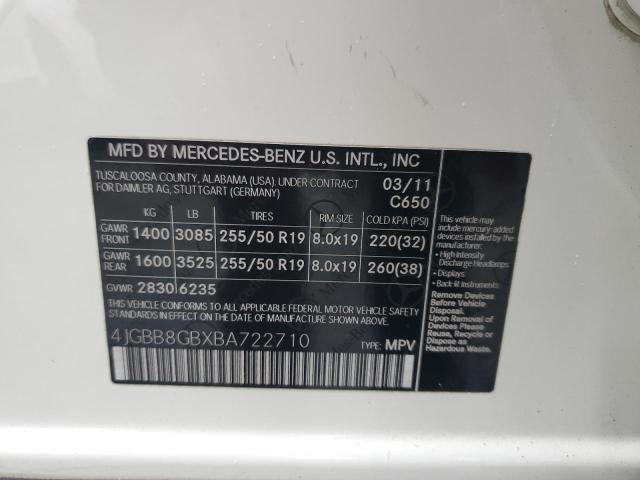 MFD BY MERCEDES-BENZ U.S. INTL., INC
TUSCALOOSA COUNTY, ALABAMA (USA). UNDER CONTRACT
FOR DAIMLER AG, STUTTGART (GERMANY)
03/11
C650
KG LB TIRES RIM SIZE COLD KPA (PSI)
GAWR FRONT 1400 3085 255/50 R19 8.0x19 220(32)
GAWR REAR 1600 3525 255/50 R19 8.0x19 260(38)
GVWR 2830 6235
THIS VEHICLE CONFORMS TO ALL APPLICABLE FEDERAL MOTOR VEHICLE SAFETY
STANDARDS IN EFFECT ON THE DATE OF MANUFACTURE SHOWN ABOVE.
4JGBB8GBXBA722710
TYPE: MPV
This vehicle may
include mercury-added
devices installed by the
manufacturer:
- High Intensity
Discharge Headlamps
- Displays
- Back-lit Instruments
Remove Devices
Before Vehicle
Disposal.
Upon Removal of Devices
Please Reuse, Recycle or
Dispose as
Hazardous Waste.